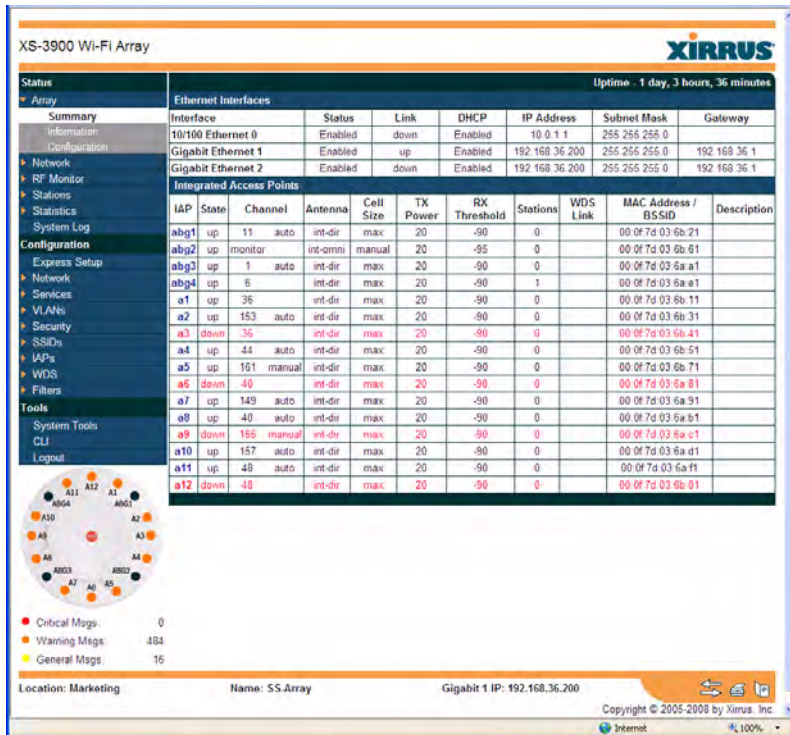 XS-3900 Wi-Fi Array
XIRRUS
Status
Uptime - 1 day, 3 hours, 36 minutes
Array
Summary
Information
Configuration
Network
RF Monitor
Stations
Statistics
System Log
Configuration
Express Setup
Network
Services
VLANs
Security
SSIDs
IAPs
WDS
Filters
Tools
System Tools
CLI
Logout
Ethernet Interfaces
Interface Status Link DHCP IP Address Subnet Mask Gateway
10/100 Ethernet 0 Enabled down Enabled 10.0.1.1 255.255.255.0
Gigabit Ethernet 1 Enabled up Enabled 192.168.36.200 255.255.255.0 192.168.36.1
Gigabit Ethernet 2 Enabled down Enabled 192.168.36.200 255.255.255.0 192.168.36.1
Integrated Access Points
IAP State Channel Antenna Cell Size TX Power RX Threshold Stations WDS Link MAC Address / BSSID Description
abg1 up 11 auto int-dir max 20 -90 0 00:0f:7d:03:6b:21
abg2 up monitor int-omni manual 20 -95 0 00:0f:7d:03:6b:61
abg3 up 1 auto int-dir max 20 -90 0 00:0f:7d:03:6a:a1
abg4 up 6 int-dir max 20 -90 1 00:0f:7d:03:6a:e1
a1 up 36 int-dir max 20 -90 0 00:0f:7d:03:6b:11
a2 up 153 auto int-dir max 20 -90 0 00:0f:7d:03:6b:31
a3 down 36 int-dir max 20 -90 0 00:0f:7d:03:6b:41
a4 up 44 auto int-dir max 20 -90 0 00:0f:7d:03:6b:51
a5 up 161 manual int-dir max 20 -90 0 00:0f:7d:03:6b:71
a6 down 40 int-dir max 20 -90 0 00:0f:7d:03:6a:81
a7 up 149 auto int-dir max 20 -90 0 00:0f:7d:03:6a:91
a8 up 40 auto int-dir max 20 -90 0 00:0f:7d:03:6a:b1
a9 down manual int-dir max 20 -90 0 00:0f:7d:03:6a:c1
a10 up 157 auto int-dir max 20 -90 0 00:0f:7d:03:6a:d1
a11 up 48 auto int-dir max 20 -90 0 00:0f:7d:03:6a:f1
a12 down 48 int-dir max 20 -90 0 00:0f:7d:03:6b:01
A11 A12 A1
ABG4 ABG1
A10 A2
A9 A3
A8 A4
ABG3 ABG2
A7 A6 A5
Critical Msgs: 0
Warning Msgs: 484
General Msgs: 16
Location: Marketing Name: SS-Array Gigabit 1 IP: 192.168.36.200
Copyright © 2005-2008 by Xirrus, Inc.
Internet 100%